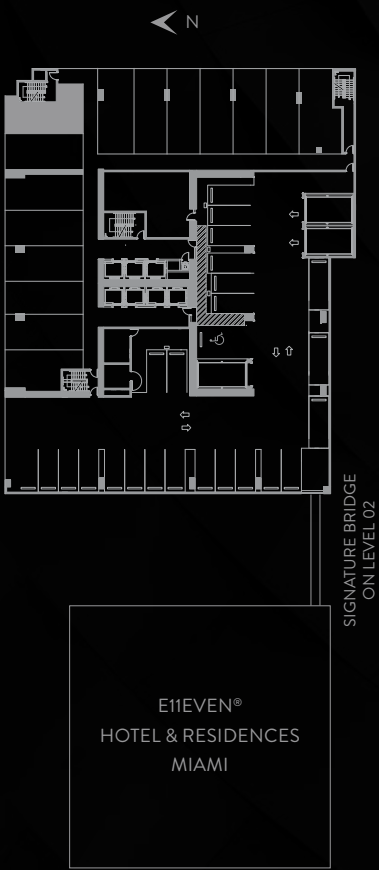 N
SIGNATURE BRIDGE
ON LEVEL 02
E11EVEN®
HOTEL & RESIDENCES
MIAMI